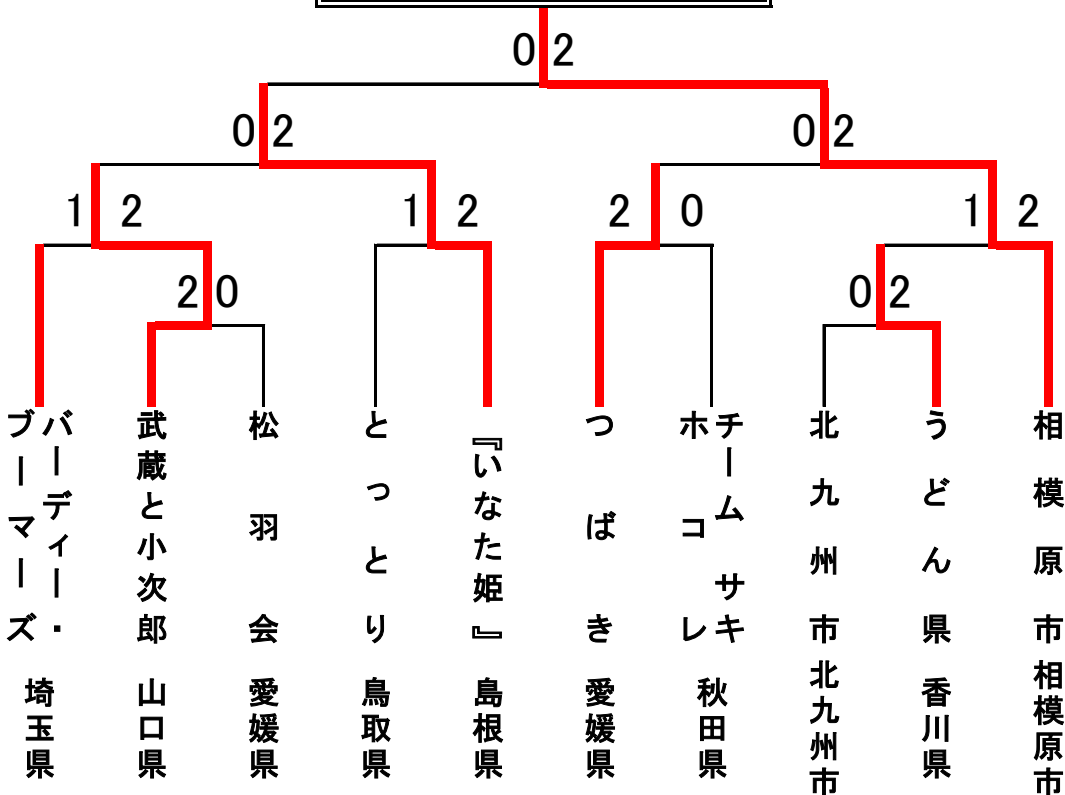 0 2
0 2
0 2
1 2
1 2
2 0
1 2
2 0
0 2
バーディー・ブーマーズ
武蔵と小次郎
松羽会
とっとり
『いなた姫』
つばき
チームサキホコレ
北九州市
うどん県
相模原市
埼玉県
山口県
愛媛県
鳥取県
島根県
愛媛県
秋田県
北九州市
香川県
相模原市